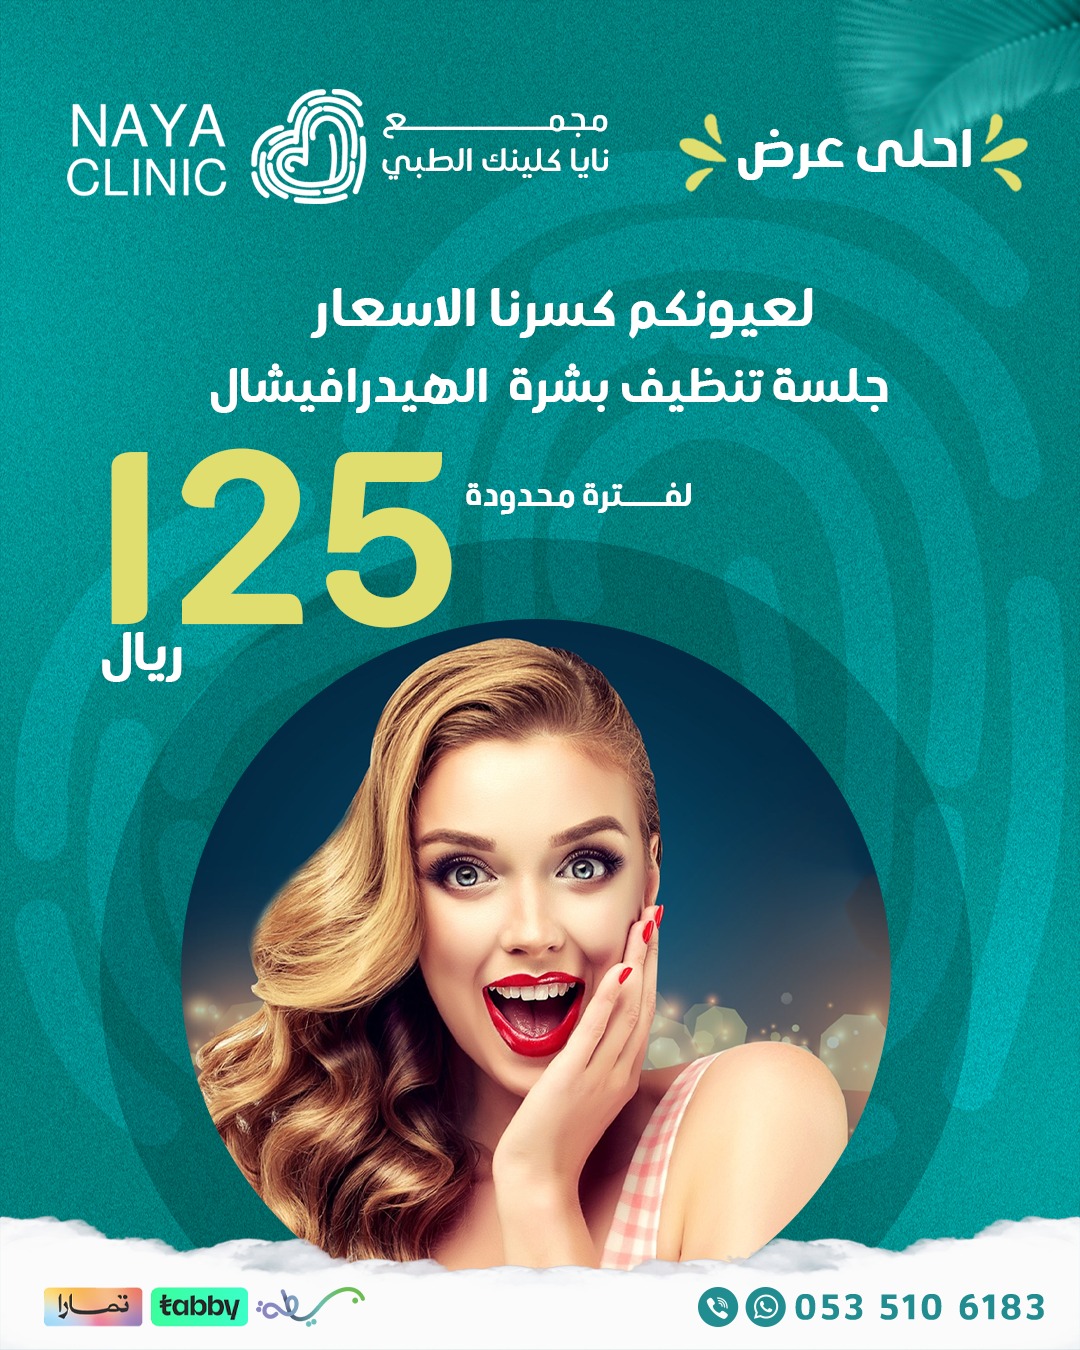 NAYA
CLINIC
مجمع
نايا كلينك الطبي
احلى عرض
لعيونكم كسرنا الاسعار
جلسة تنظيف بشرة الهيدرافيشال
لفترة محدودة
125
ريال
تمارا
tabby
053 510 6183